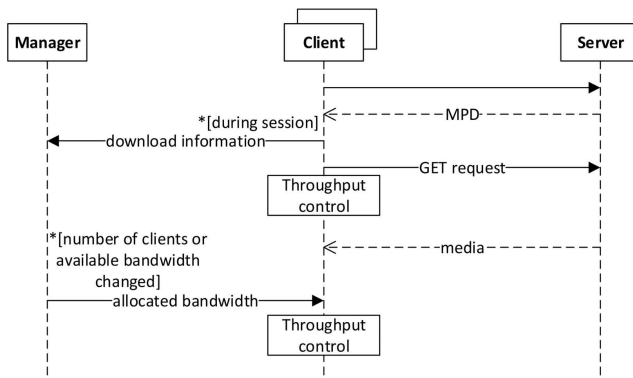 Manager
Client
Server
MPD
*[during session]
download information
GET request
Throughput
control
*[number of clients or
available bandwidth
changed]
media
allocated bandwidth
Throughput
control